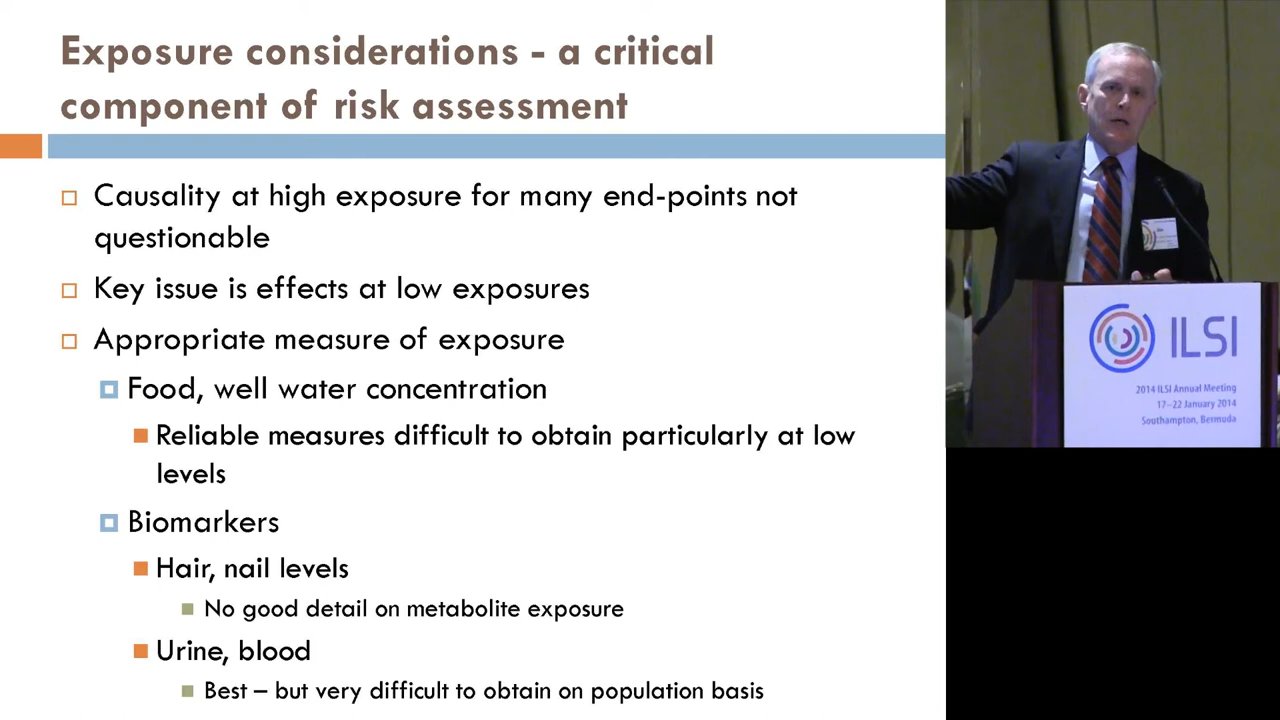 Exposure considerations - a critical
component of risk assessment
Causality at high exposure for many end-points not
questionable
Key issue is effects at low exposures
Appropriate measure of exposure
Food, well water concentration
Reliable measures difficult to obtain particularly at low
levels
Biomarkers
Hair, nail levels
No good detail on metabolite exposure
Urine, blood
Best – but very difficult to obtain on population basis
ILSI
2014 ILSI Annual Meeting
17–22 January 2014
Southampton, Bermuda